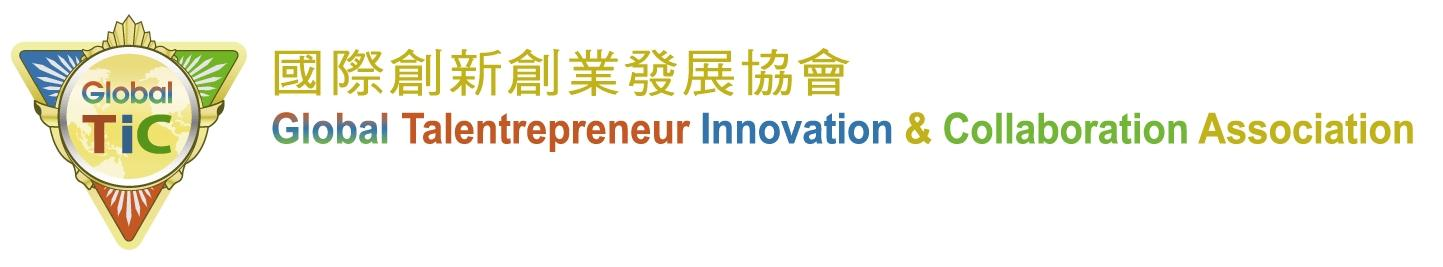 Global
TiC
國際創新創業發展協會
Global Talentrepreneur Innovation & Collaboration Association